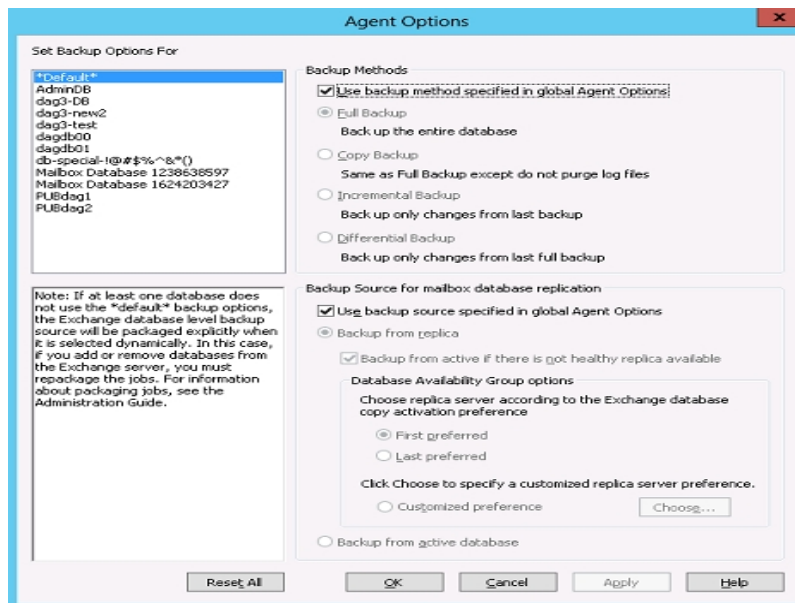 Agent Options
Set Backup Options For
*Default*
AdminDB
dag3-DB
dag3-new2
dag3-test
dagdb00
dagdb01
db-special-!@#$%^&*()
Mailbox Database 1238638597
Mailbox Database 1624203427
PUBdag1
PUBdag2
Note: If at least one database does
not use the *default* backup options,
the Exchange database level backup
source will be packaged explicitly when
it is selected dynamically. In this case,
if you add or remove databases from
the Exchange server, you must
repackage the jobs. For information
about packaging jobs, see the
Administration Guide.
Backup Methods
Use backup method specified in global Agent Options
Full Backup
Back up the entire database
Copy Backup
Same as Full Backup except do not purge log files
Incremental Backup
Back up only changes from last backup
Differential Backup
Back up only changes from last full backup
Backup Source for mailbox database replication
Use backup source specified in global Agent Options
Backup from replica
Backup from active if there is not healthy replica available
Database Availability Group options
Choose replica server according to the Exchange database
copy activation preference
First preferred
Last preferred
Click Choose to specify a customized replica server preference.
Customized preference
Choose...
Backup from active database
Reset All
OK
Cancel
Apply
Help